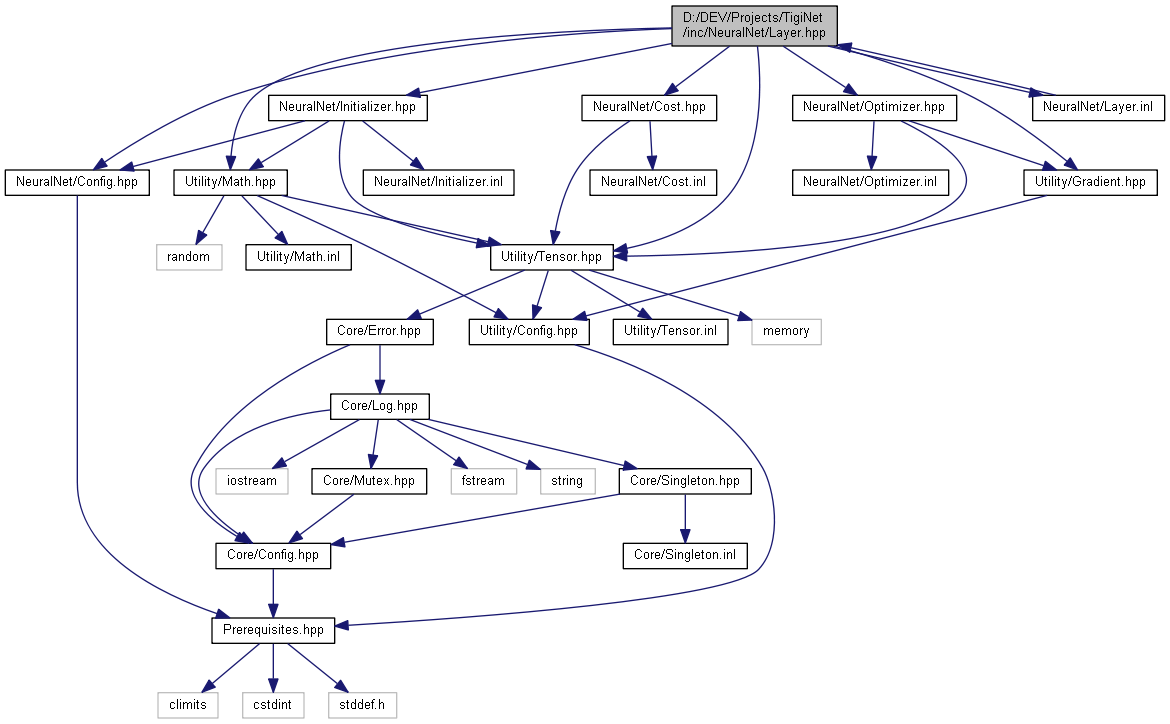 D:/DEV/Projects/TigiNet
/inc/NeuralNet/Layer.hpp
NeuralNet/Initializer.hpp
NeuralNet/Cost.hpp
NeuralNet/Optimizer.hpp
NeuralNet/Layer.inl
NeuralNet/Config.hpp
Utility/Math.hpp
NeuralNet/Initializer.inl
NeuralNet/Cost.inl
NeuralNet/Optimizer.inl
Utility/Gradient.hpp
random
Utility/Math.inl
Utility/Tensor.hpp
Core/Error.hpp
Utility/Config.hpp
Utility/Tensor.inl
memory
Core/Log.hpp
iostream
Core/Mutex.hpp
fstream
string
Core/Singleton.hpp
Core/Config.hpp
Core/Singleton.inl
Prerequisites.hpp
climits
cstdint
stddef.h